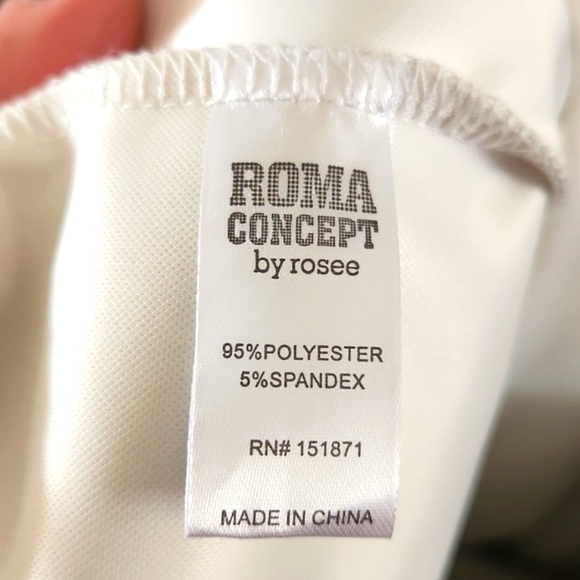 ROMA
CONCEPT
by rosee
95%POLYESTER
5%SPANDEX
RN# 151871
MADE IN CHINA